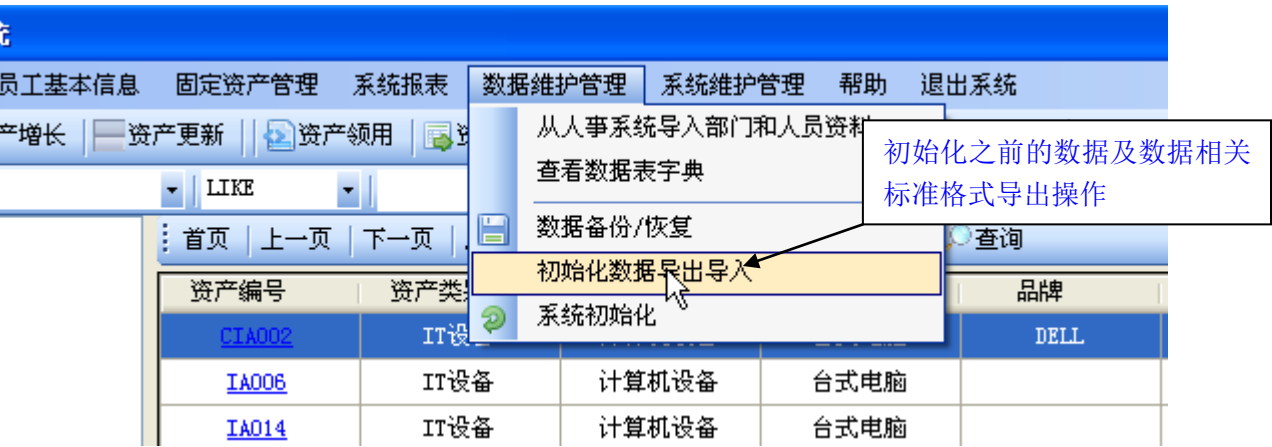 统
员工基本信息 固定资产管理 系统报表 数据维护管理 系统维护管理 帮助 退出系统
产增长 资产更新 资产领用 资
从人事系统导入部门和人员资料
初始化之前的数据及数据相关
标准格式导出操作
查看数据表字典
LIKE
数据备份/恢复
首页 上一页 下一页 查询
初始化数据导出导入
资产编号 资产类 品牌
系统初始化
CIA002 IT设 DELL
IA006 IT设备 计算机设备 台式电脑
IA014 IT设备 计算机设备 台式电脑